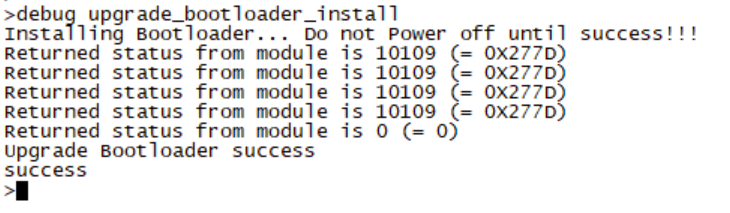 >debug upgrade_bootloader_install
Installing Bootloader... Do not Power off until success!!!
Returned status from module is 10109 (= 0X277D)
Returned status from module is 10109 (= 0X277D)
Returned status from module is 10109 (= 0X277D)
Returned status from module is 10109 (= 0X277D)
Returned status from module is 0 (= 0)
Upgrade Bootloader success
success
>